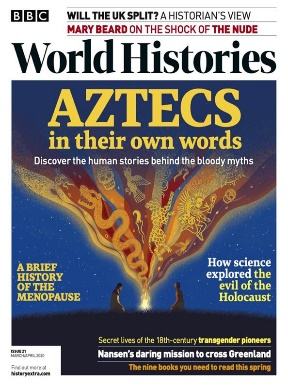 BBC
WILL THE UK SPLIT? A HISTORIAN'S VIEW
MARY BEARD ON THE SHOCK OF THE NUDE
World Histories
AZTECS
in their own words
Discover the human stories behind the bloody myths
A BRIEF
HISTORY
OF THE
MENOPAUSE
How science
explored the
evil of the
Holocaust
Secret lives of the 18th-century transgender pioneers
Nansen's daring mission to cross Greenland
The nine books you need to read this spring
ISSUE 21
MARCH/APRIL 2020
Find out more at
historyextra.com